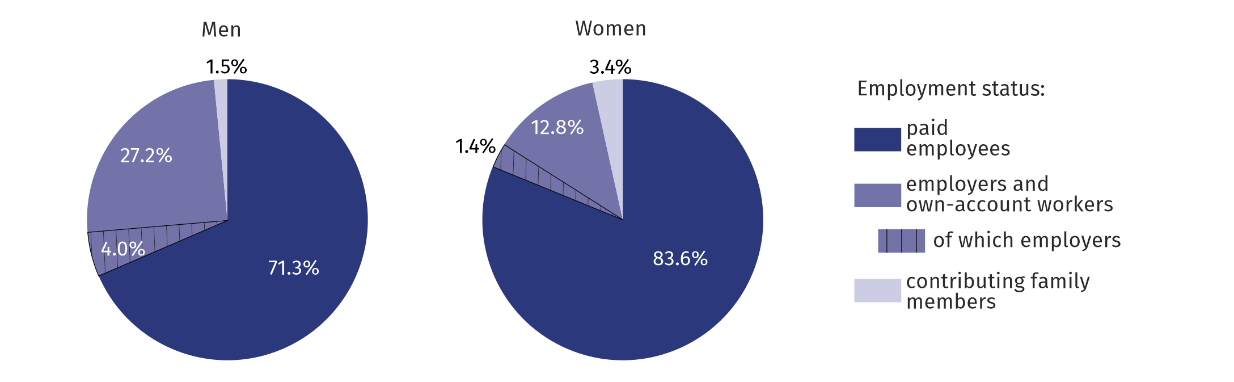 Men
1.5%
27.2%
4.0%
71.3%
Women
3.4%
12.8%
1.4%
83.6%
Employment status:
paid
employees
employers and
own-account workers
of which employers
contributing family
members